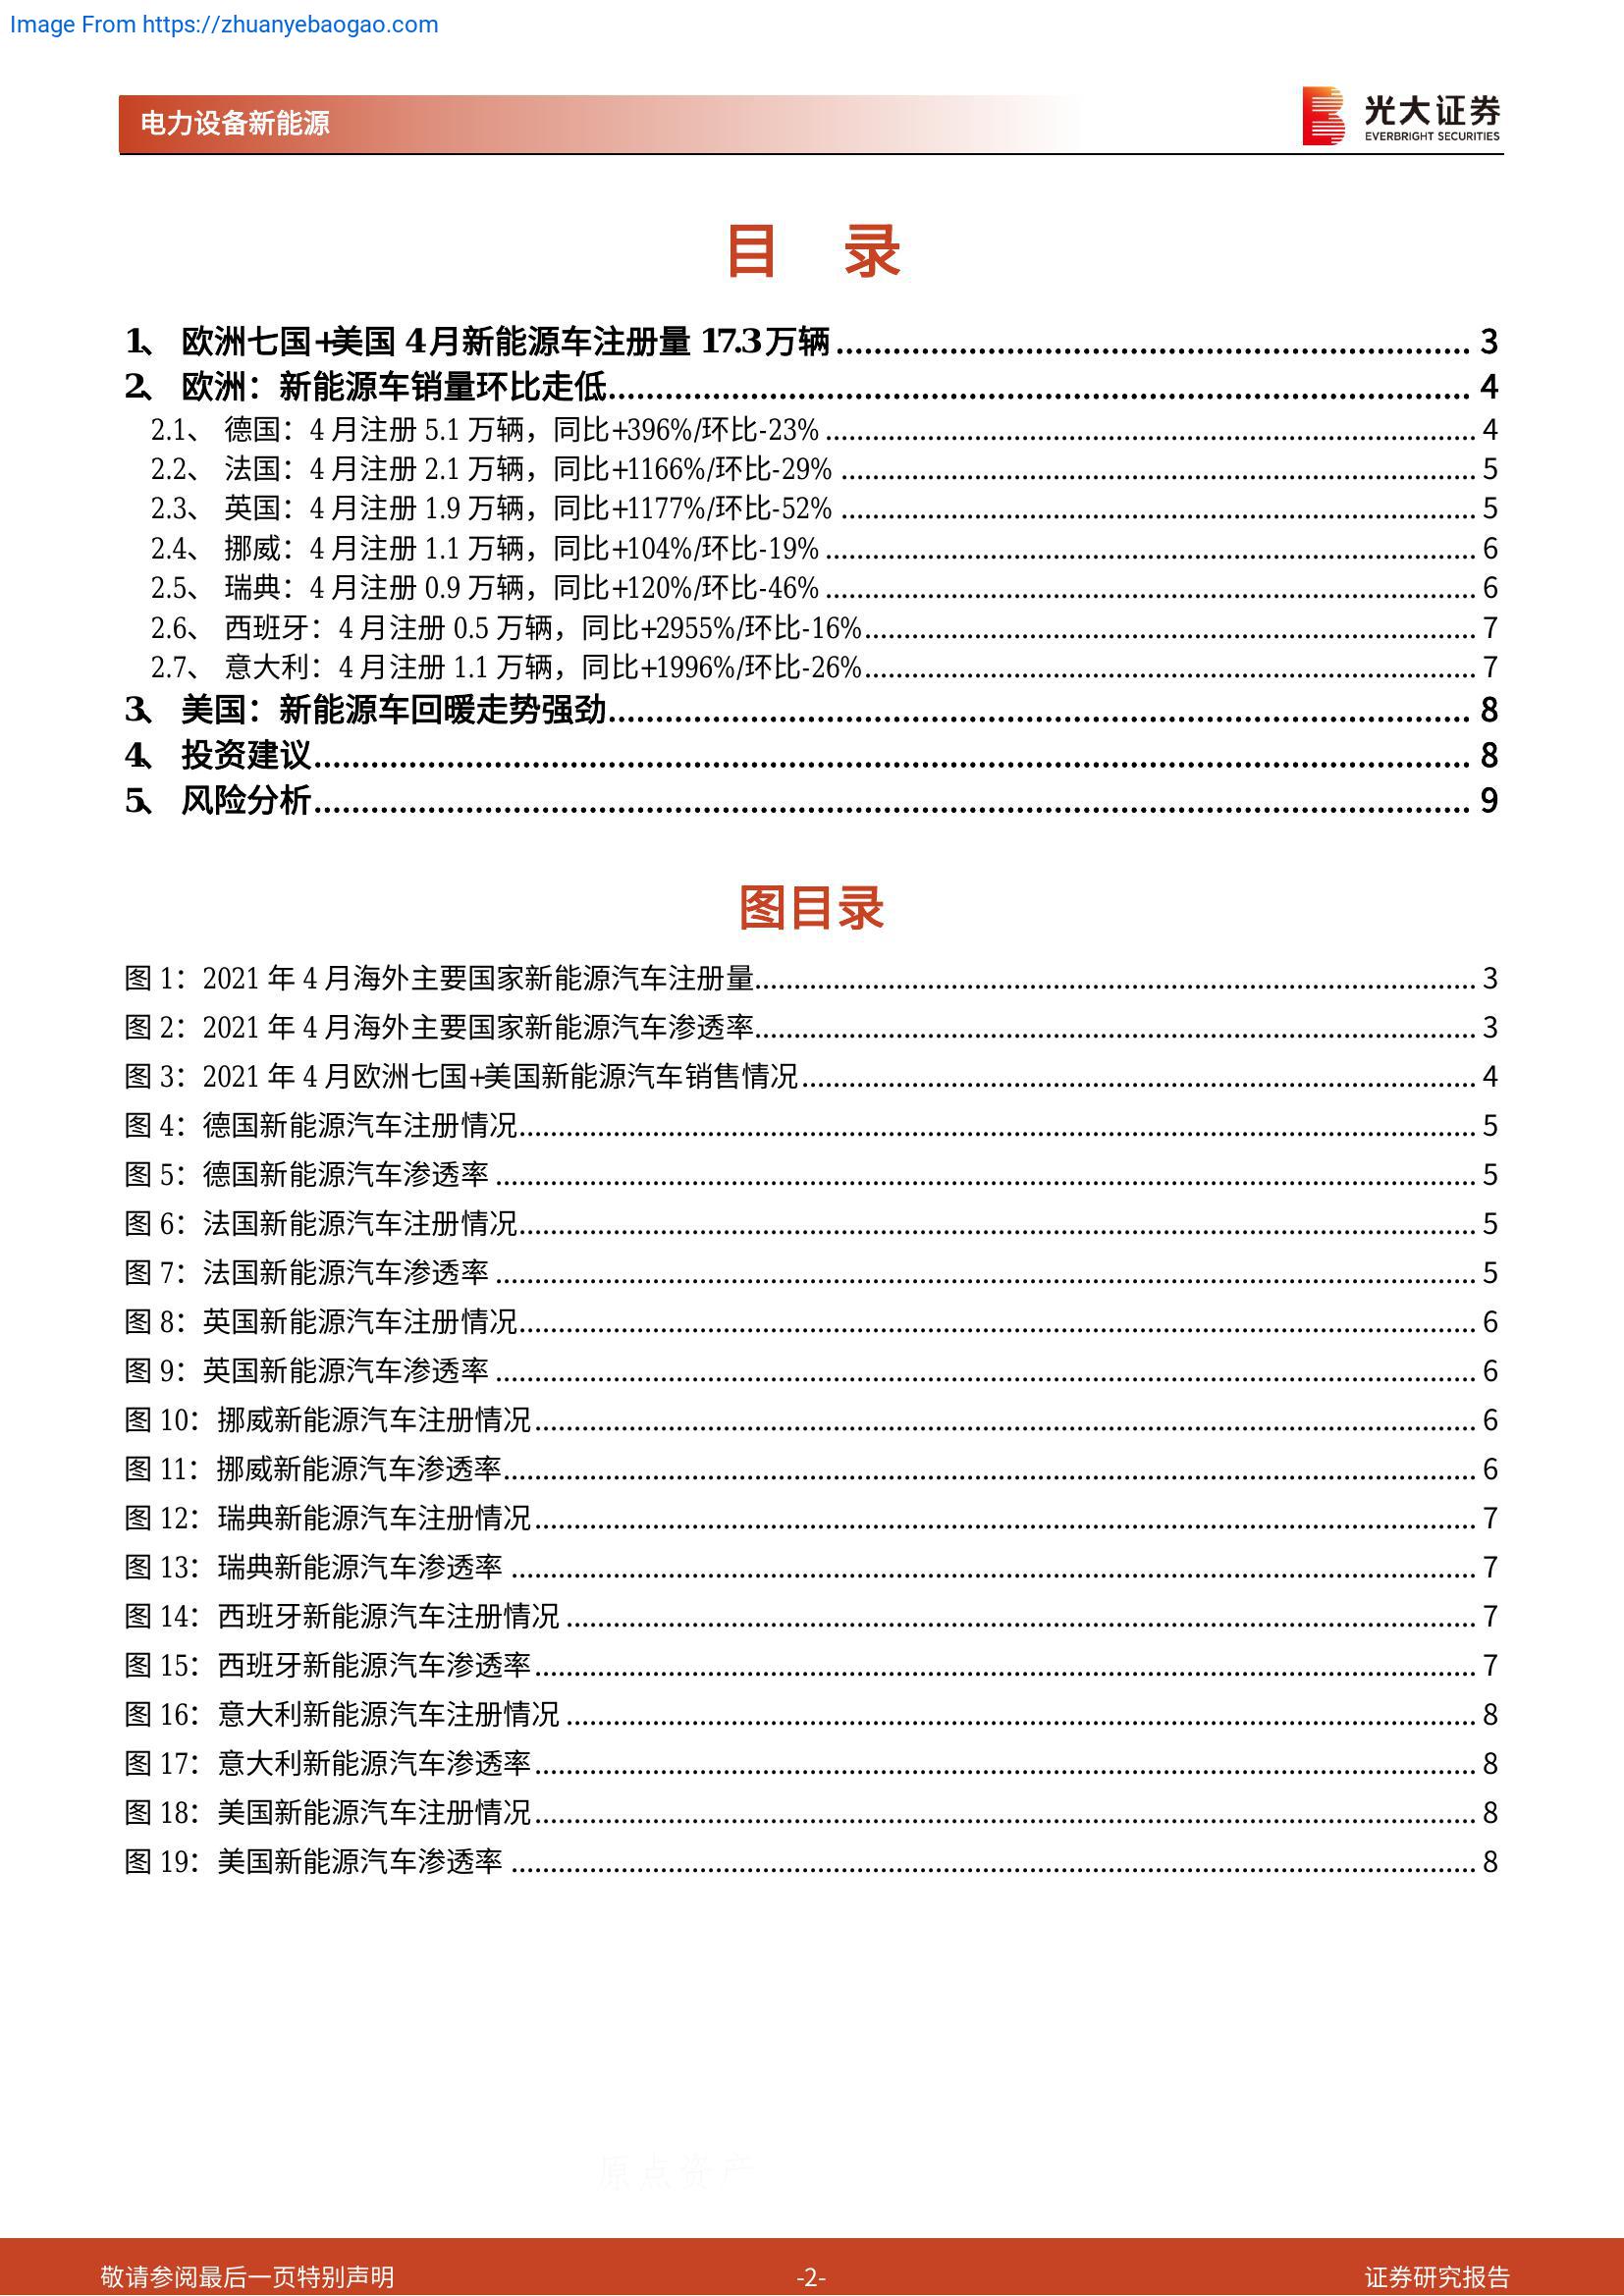 Image From https://zhuanyebaogao.com
电力设备新能源
光大证券
EVERBRIGHT SECURITIES
目 录
1、 欧洲七国+美国 4 月新能源车注册量 17.3 万辆 3
2、 欧洲：新能源车销量环比走低 4
2.1、 德国：4 月注册 5.1 万辆，同比+396%/环比-23% 4
2.2、 法国：4 月注册 2.1 万辆，同比+1166%/环比-29% 5
2.3、 英国：4 月注册 1.9 万辆，同比+1177%/环比-52% 5
2.4、 挪威：4 月注册 1.1 万辆，同比+104%/环比-19% 6
2.5、 瑞典：4 月注册 0.9 万辆，同比+120%/环比-46% 6
2.6、 西班牙：4 月注册 0.5 万辆，同比+2955%/环比-16% 7
2.7、 意大利：4 月注册 1.1 万辆，同比+1996%/环比-26% 7
3、 美国：新能源车回暖走势强劲 8
4、 投资建议 8
5、 风险分析 9
图目录
图 1：2021 年 4 月海外主要国家新能源汽车注册量 3
图 2：2021 年 4 月海外主要国家新能源汽车渗透率 3
图 3：2021 年 4 月欧洲七国+美国新能源汽车销售情况 4
图 4：德国新能源汽车注册情况 5
图 5：德国新能源汽车渗透率 5
图 6：法国新能源汽车注册情况 5
图 7：法国新能源汽车渗透率 5
图 8：英国新能源汽车注册情况 6
图 9：英国新能源汽车渗透率 6
图 10：挪威新能源汽车注册情况 6
图 11：挪威新能源汽车渗透率 6
图 12：瑞典新能源汽车注册情况 7
图 13：瑞典新能源汽车渗透率 7
图 14：西班牙新能源汽车注册情况 7
图 15：西班牙新能源汽车渗透率 7
图 16：意大利新能源汽车注册情况 8
图 17：意大利新能源汽车渗透率 8
图 18：美国新能源汽车注册情况 8
图 19：美国新能源汽车渗透率 8
原点资产
敬请参阅最后一页特别声明 -2- 证券研究报告